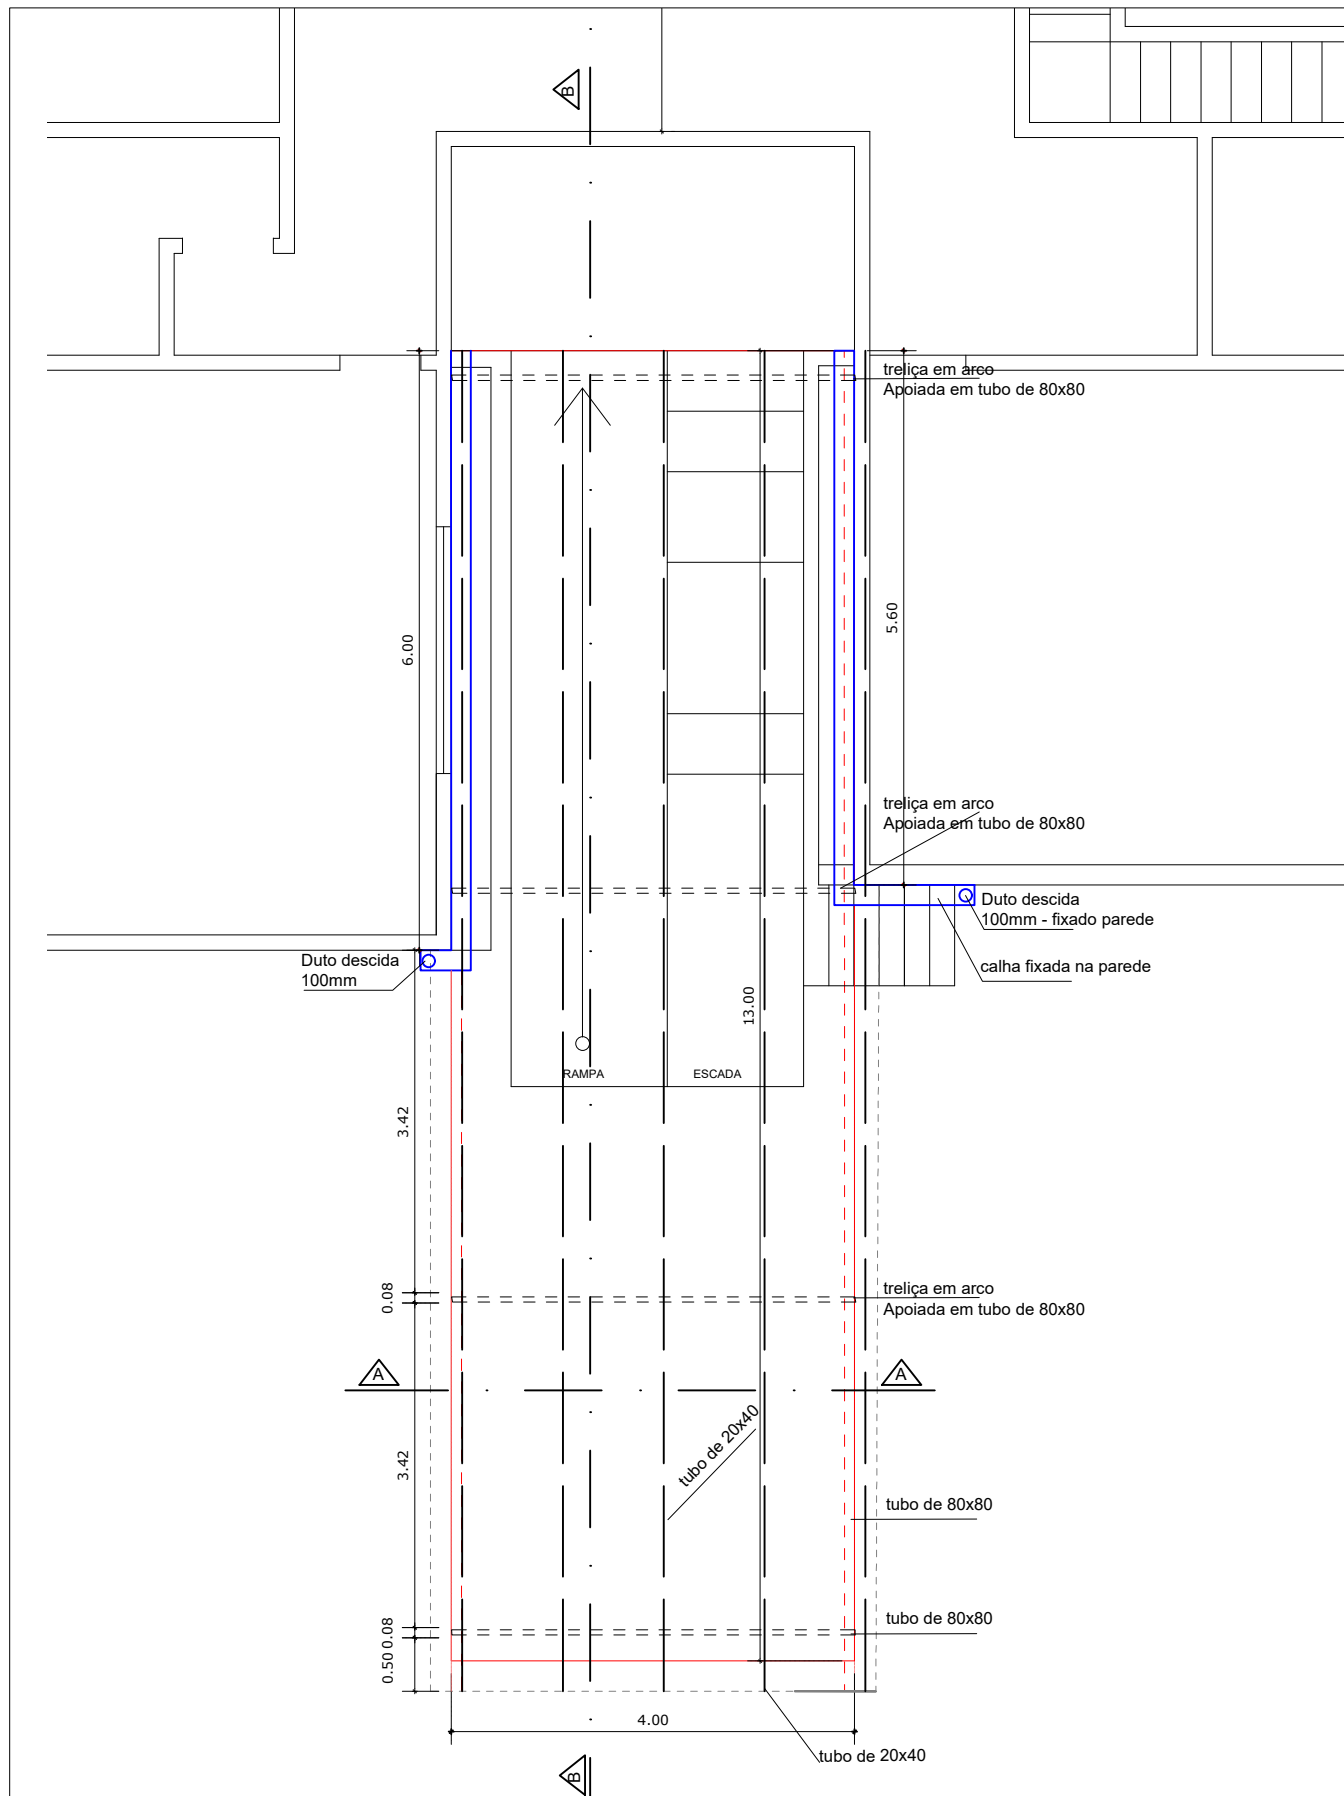 B
treliça em arco
Apoiada em tubo de 80x80
6.00
5.60
treliça em arco
Apoiada em tubo de 80x80
Duto descida
100mm - fixado parede
Duto descida
100mm
calha fixada na parede
13.00
RAMPA
ESCADA
3.42
0.08
treliça em arco
Apoiada em tubo de 80x80
A
A
tubo de 20x40
3.42
tubo de 80x80
0.08
tubo de 80x80
0.50
4.00
tubo de 20x40
B